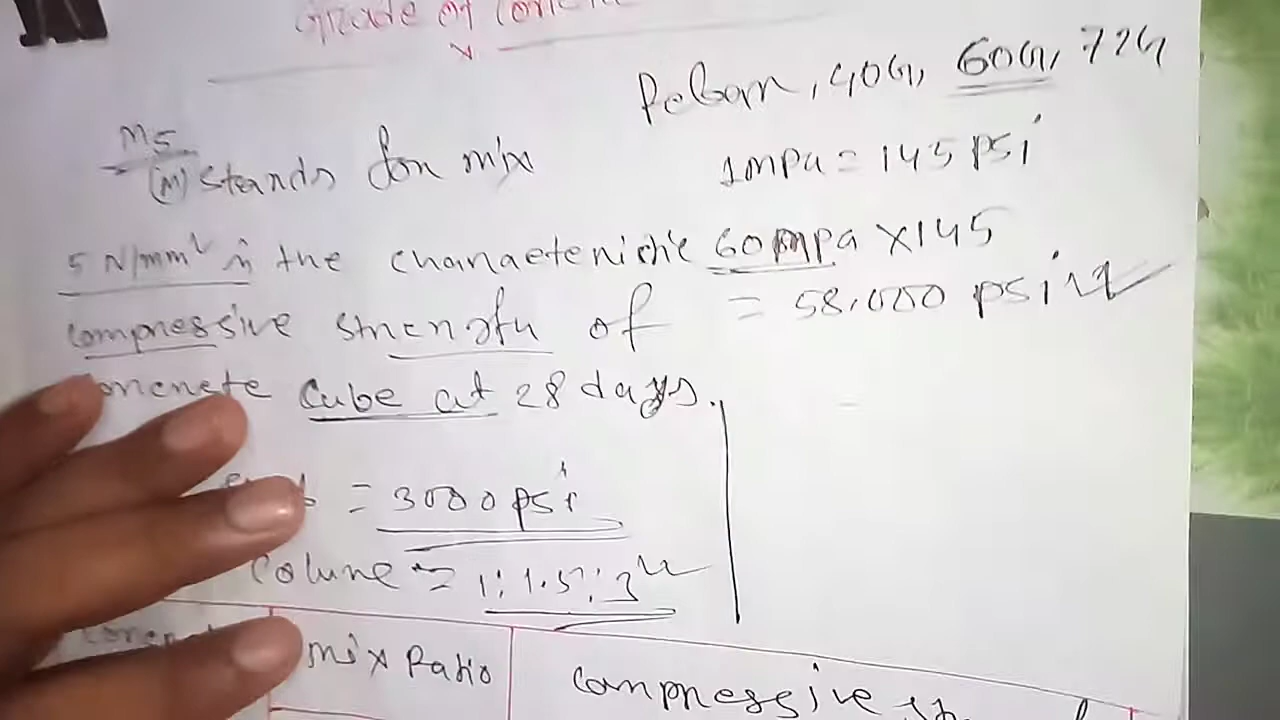 Grade of Concre
Rebar, 40G, 60G, 72G
M5
(M) stands for mix
1mpa = 145 psi
5 N/mm² is the characteristic
60mpa X145
compressive strength of
= 58,000 psi
concrete cube at 28 days.
= 3000 psi
Colume = 1:1.5:3
mix Ratio
Compressive